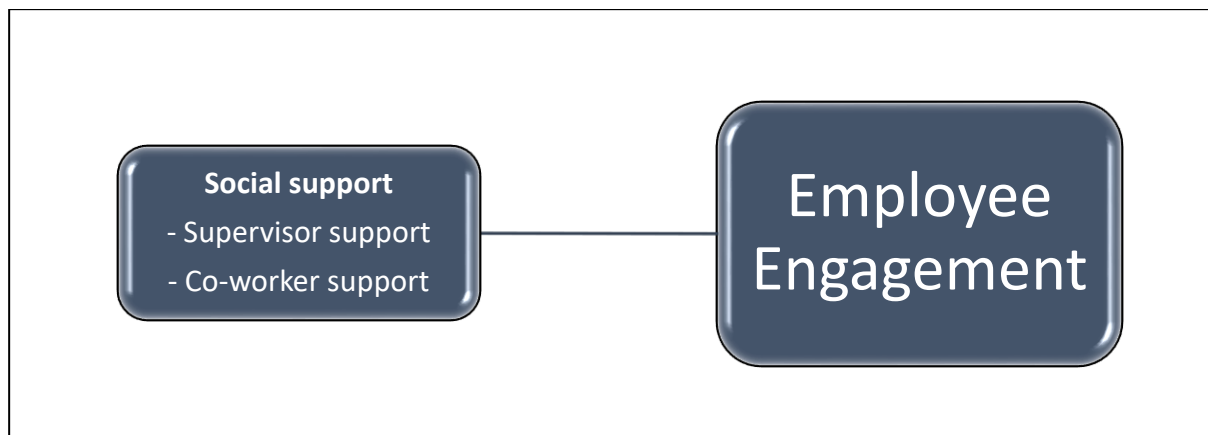 Social support
- Supervisor support
- Co-worker support
Employee
Engagement